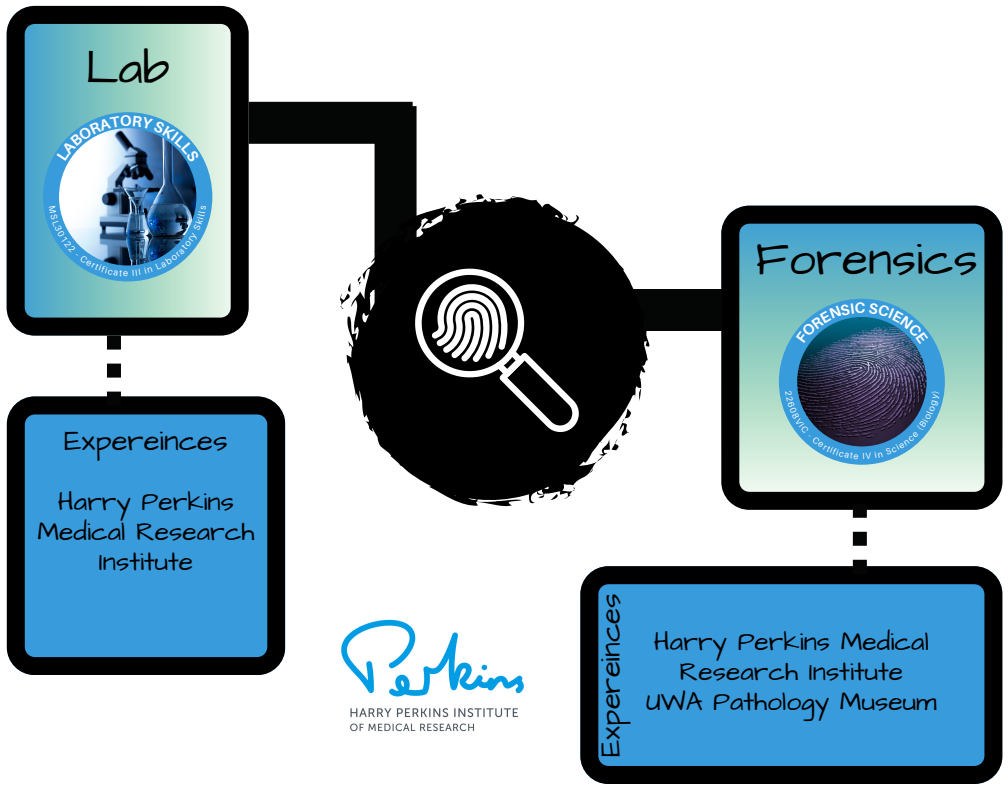 Lab
LABORATORY SKILLS
MSL30122 - Certificate III in Laboratory Skills
Expereinces
Harry Perkins
Medical Research
Institute
Forensics
FORENSIC SCIENCE
22608VIC - Certificate IV in Science (Biology)
Expereinces
Harry Perkins Medical
Research Institute
UWA Pathology Museum
Perkins
HARRY PERKINS INSTITUTE
OF MEDICAL RESEARCH